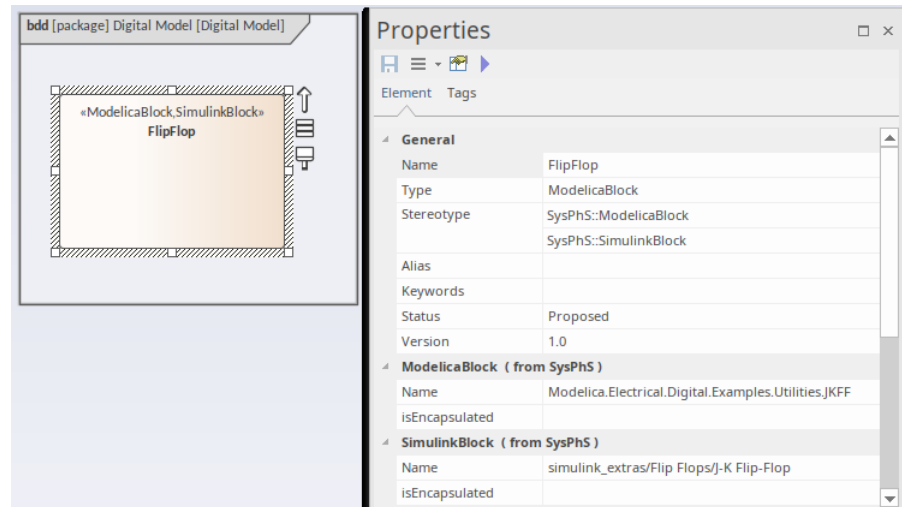 bdd [package] Digital Model [Digital Model]
«ModelicaBlock,SimulinkBlock»
FlipFlop
Properties
Element Tags
General
Name FlipFlop
Type ModelicaBlock
Stereotype SysPhS::ModelicaBlock
SysPhS::SimulinkBlock
Alias
Keywords
Status Proposed
Version 1.0
ModelicaBlock ( from SysPhS )
Name Modelica.Electrical.Digital.Examples.Utilities.JKFF
isEncapsulated
SimulinkBlock ( from SysPhS )
Name simulink_extras/Flip Flops/J-K Flip-Flop
isEncapsulated